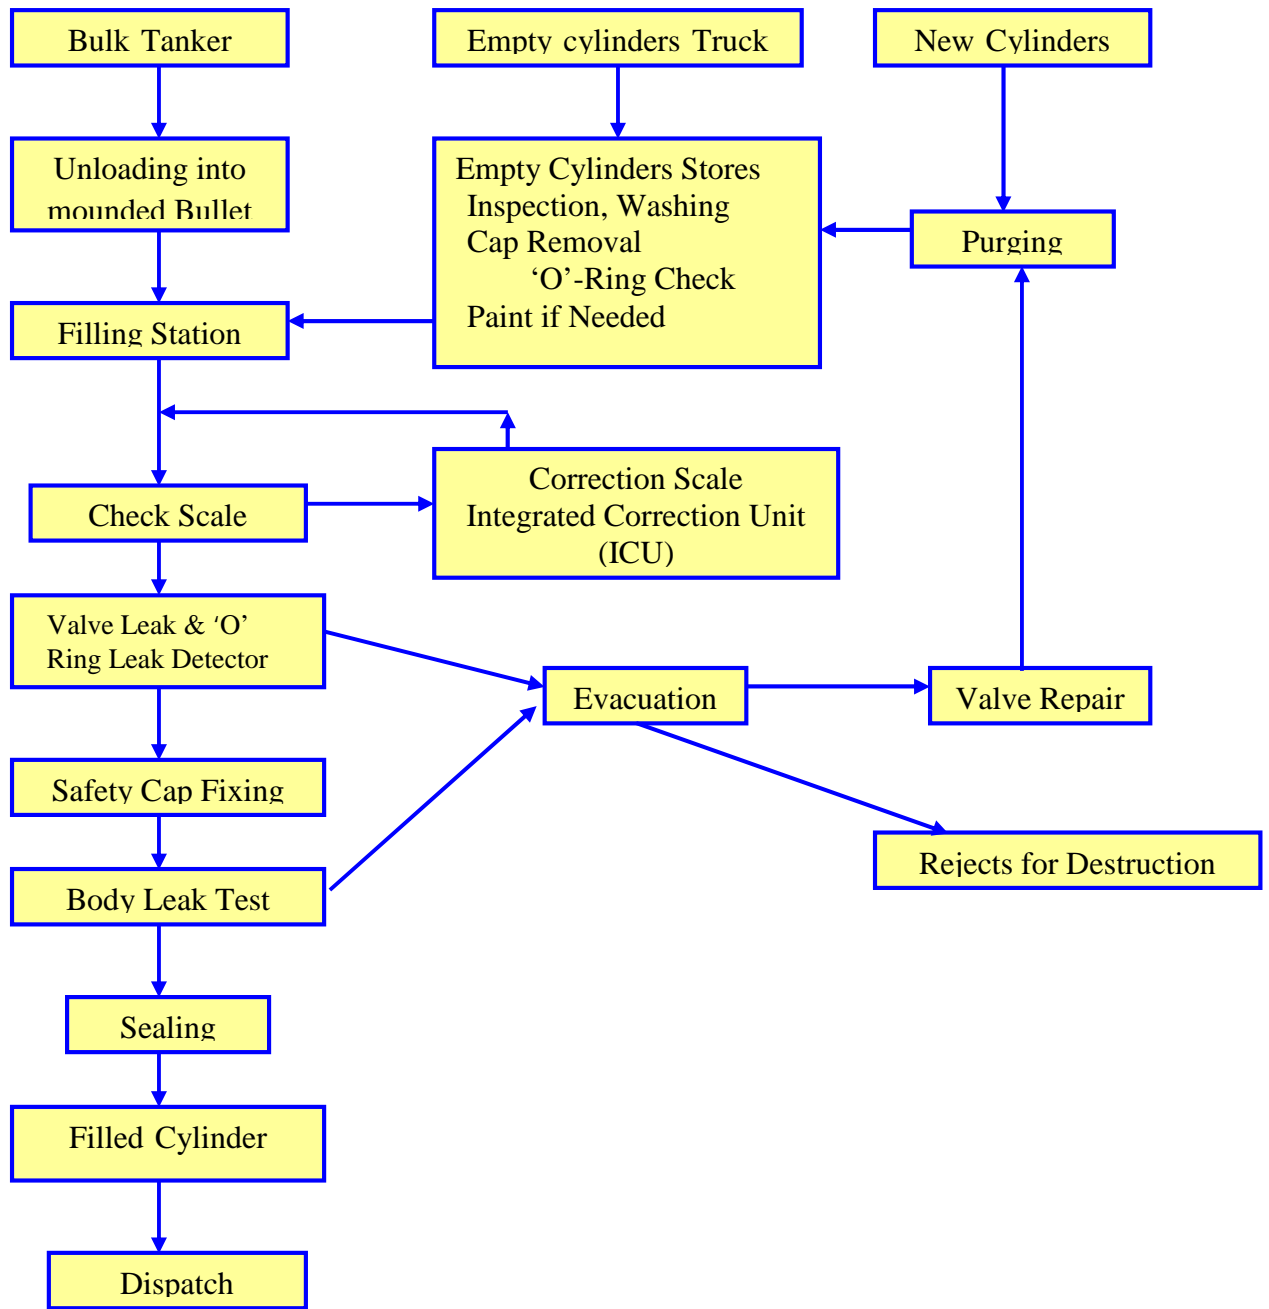 Bulk Tanker
Empty cylinders Truck
New Cylinders
Unloading into
mounded Bullet
Empty Cylinders Stores
Inspection, Washing
Cap Removal
‘O’-Ring Check
Paint if Needed
Purging
Filling Station
Check Scale
Correction Scale
Integrated Correction Unit
(ICU)
Valve Leak & ‘O’
Ring Leak Detector
Evacuation
Valve Repair
Safety Cap Fixing
Rejects for Destruction
Body Leak Test
Sealing
Filled Cylinder
Dispatch